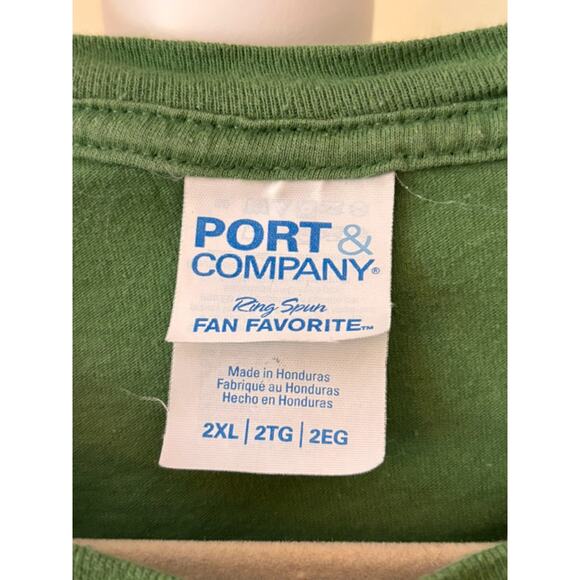 PORT &
COMPANY®
Ring Spun
FAN FAVORITE™
Made in Honduras
Fabriqué au Honduras
Hecho en Honduras
2XL | 2TG | 2EG